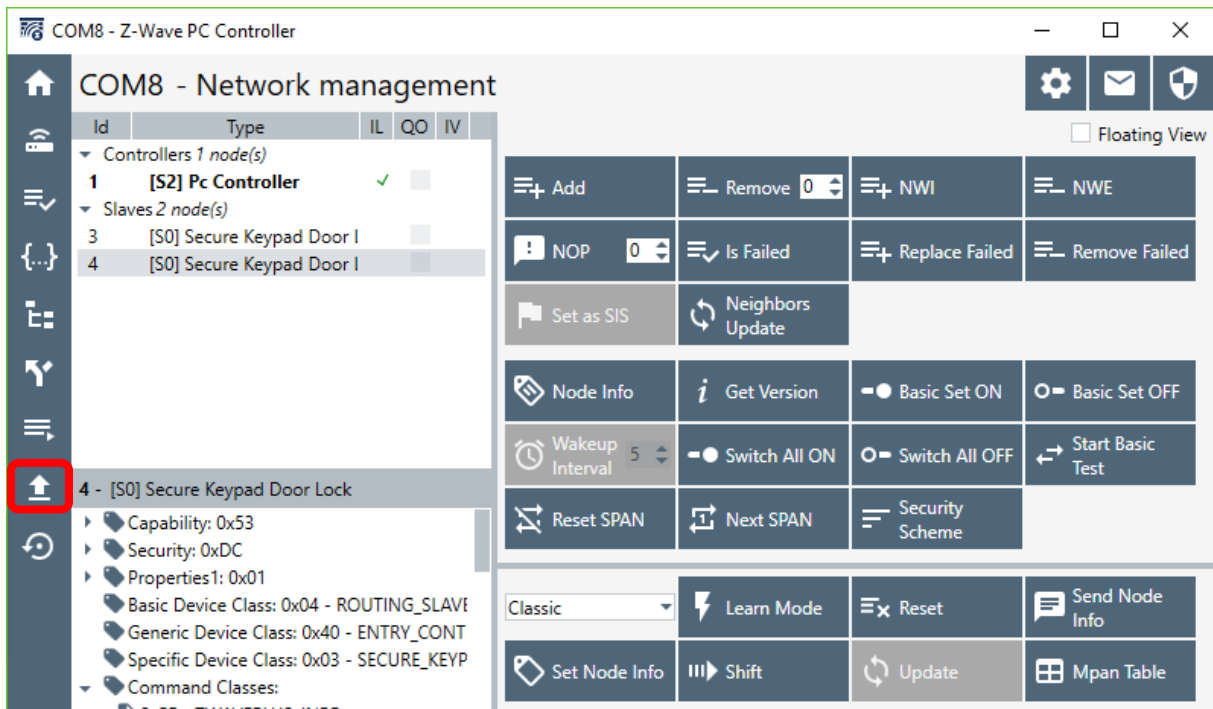 COM8 - Z-Wave PC Controller
COM8 - Network management
Id Type IL QO IV
Floating View
Controllers 1 node(s)
1 [S2] Pc Controller
Slaves 2 node(s)
3 [S0] Secure Keypad Door l
4 [S0] Secure Keypad Door l
Add
Remove 0
NWI
NWE
NOP 0
Is Failed
Replace Failed
Remove Failed
Set as SIS
Neighbors
Update
Node Info
Get Version
Basic Set ON
Basic Set OFF
Wakeup
Interval 5
Switch All ON
Switch All OFF
Start Basic
Test
Reset SPAN
Next SPAN
Security
Scheme
4 - [S0] Secure Keypad Door Lock
Capability: 0x53
Security: 0xDC
Properties1: 0x01
Basic Device Class: 0x04 - ROUTING_SLAVE
Generic Device Class: 0x40 - ENTRY_CONT
Specific Device Class: 0x03 - SECURE_KEYP
Command Classes:
Classic
Learn Mode
Reset
Send Node
Info
Set Node Info
Shift
Update
Mpan Table